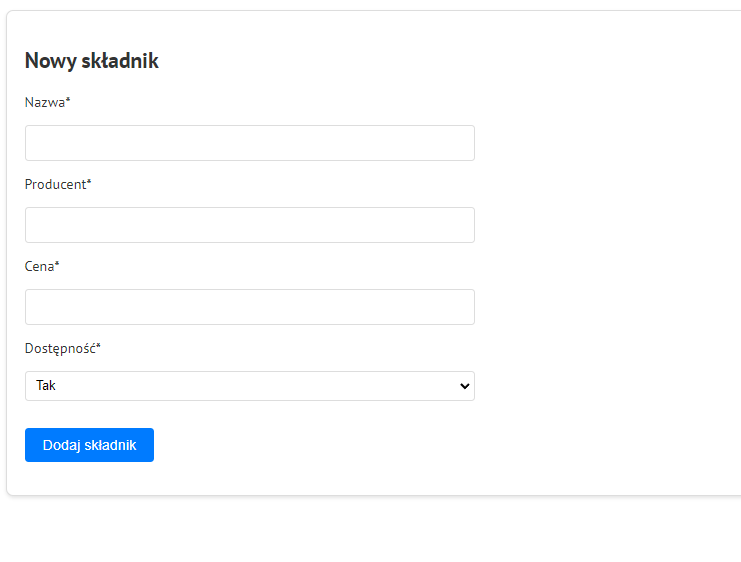 Nowy składnik
Nazwa*
Producent*
Cena*
Dostępność*
Tak
Dodaj składnik